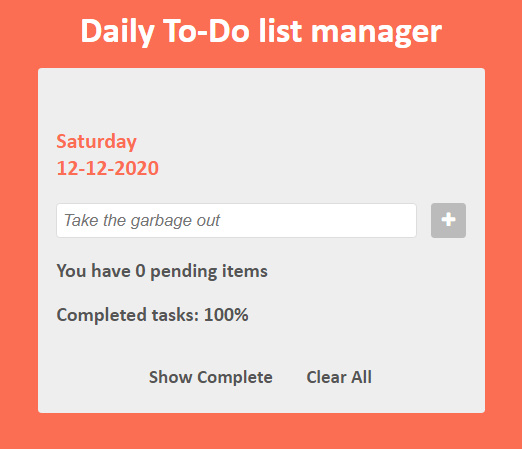 Daily To-Do list manager
Saturday
12-12-2020
Take the garbage out
You have 0 pending items
Completed tasks: 100%
Show Complete Clear All